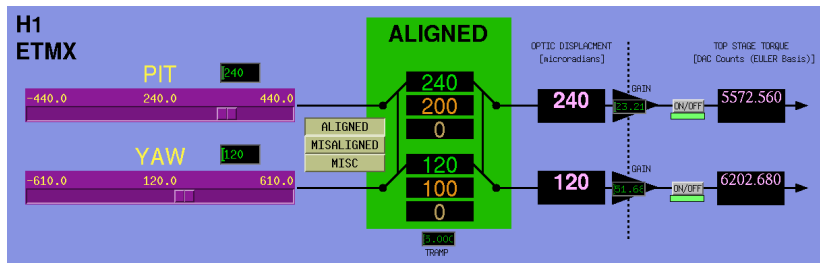 H1
ETMX
PIT
240
-440.0 240.0 440.0
YAW
120
-610.0 120.0 610.0
ALIGNED
MISALIGNED
MISC
ALIGNED
240
200
0
120
100
0
5.000
TRAMP
OPTIC DISPLACMENT
[microradians]
240
120
GAIN
23.21
GAIN
51.68
ON/OFF
ON/OFF
TOP STAGE TORQUE
[DAC Counts (EULER Basis)]
5572.560
6202.680